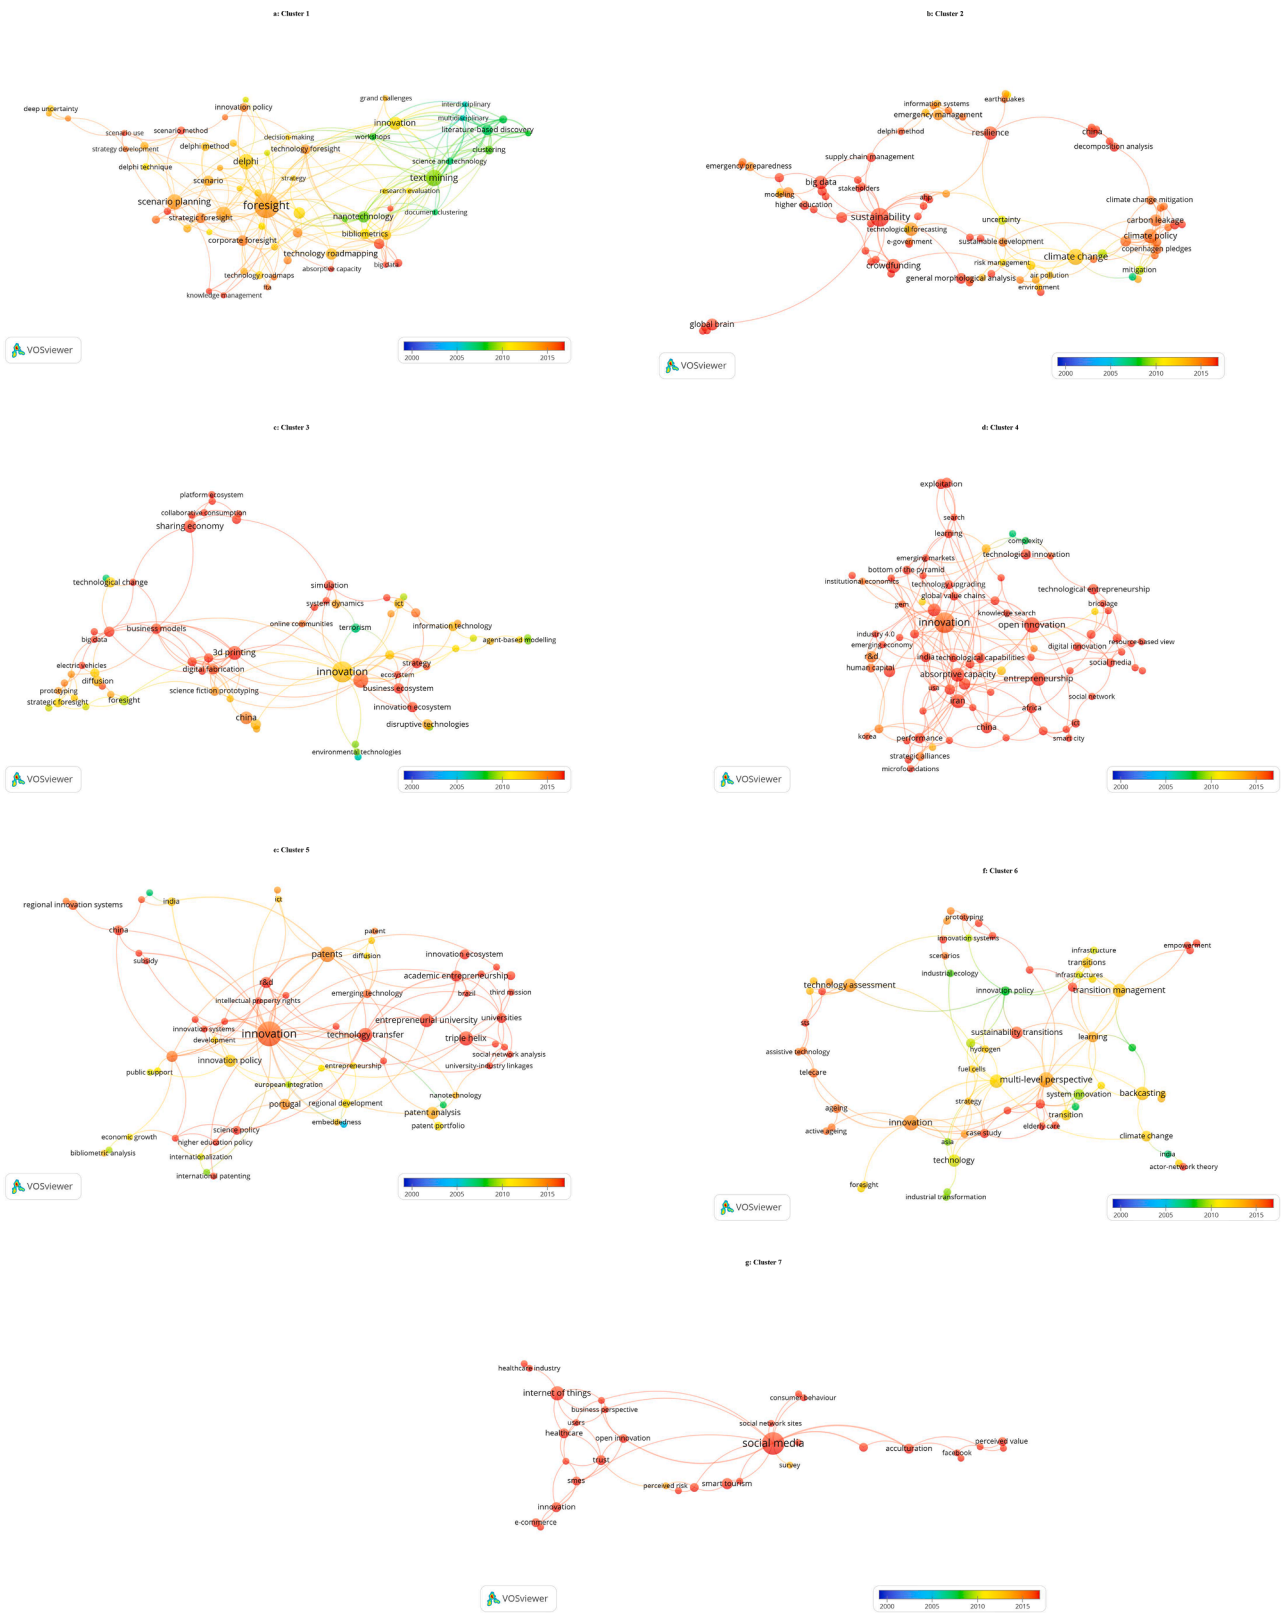 a: Cluster 1
deep uncertainty
innovation policy
grand challenges
interdisciplinary
multidisciplinary
innovation
literature-based discovery
scenario use
scenario method
decision-making
workshops
strategy development
delphi method
technology foresight
clustering
delphi technique
delphi
science and technology
scenario
strategy
text mining
research evaluation
scenario planning
foresight
strategic foresight
nanotechnology
document clustering
corporate foresight
bibliometrics
technology roadmapping
absorptive capacity
big data
technology roadmaps
fta
knowledge management
VOSviewer
2000 2005 2010 2015
b: Cluster 2
information systems
earthquakes
emergency management
delphi method
resilience
china
decomposition analysis
supply chain management
emergency preparedness
big data
stakeholders
modeling
higher education
ahp
climate change mitigation
sustainability
uncertainty
carbon leakage
technological forecasting
climate policy
e-government
sustainable development
copenhagen pledges
crowdfunding
risk management
climate change
mitigation
general morphological analysis
air pollution
environment
global brain
VOSviewer
2000 2005 2010 2015
c: Cluster 3
platform ecosystem
collaborative consumption
sharing economy
technological change
simulation
system dynamics
ict
online communities
terrorism
information technology
big data
business models
agent-based modelling
3d printing
strategy
electric vehicles
digital fabrication
innovation
ecosystem
diffusion
prototyping
science fiction prototyping
business ecosystem
strategic foresight
foresight
innovation ecosystem
china
disruptive technologies
environmental technologies
VOSviewer
2000 2005 2010 2015
d: Cluster 4
exploitation
search
learning
complexity
technological innovation
emerging markets
bottom of the pyramid
institutional economics
technology upgrading
technological entrepreneurship
global value chains
gem
bricolage
knowledge search
innovation
open innovation
industry 4.0
emerging economy
resource-based view
digital innovation
r&d
india
technological capabilities
social media
human capital
absorptive capacity
entrepreneurship
usa
iran
social network
africa
china
ict
korea
performance
smart city
strategic alliances
microfoundations
VOSviewer
2000 2005 2010 2015
e: Cluster 5
regional innovation systems
india
ict
china
patent
subsidy
patents
diffusion
innovation ecosystem
r&d
academic entrepreneurship
intellectual property rights
emerging technology
brazil
third mission
innovation systems
innovation
entrepreneurial university
universities
development
technology transfer
triple helix
innovation policy
social network analysis
public support
entrepreneurship
university-industry linkages
european integration
nanotechnology
portugal
regional development
patent analysis
embeddedness
patent portfolio
science policy
economic growth
higher education policy
bibliometric analysis
internationalization
international patenting
VOSviewer
2000 2005 2010 2015
f: Cluster 6
prototyping
innovation systems
infrastructure
empowerment
scenarios
transitions
industrial ecology
infrastructures
technology assessment
innovation policy
transition management
sts
sustainability transitions
learning
assistive technology
hydrogen
telecare
fuel cells
multi-level perspective
system innovation
backcasting
strategy
ageing
transition
innovation
elderly care
active ageing
case study
climate change
asia
technology
india
actor-network theory
foresight
industrial transformation
VOSviewer
2000 2005 2010 2015
g: Cluster 7
healthcare industry
internet of things
consumer behaviour
business perspective
users
social network sites
healthcare
open innovation
social media
perceived value
acculturation
facebook
trust
survey
smes
perceived risk
smart tourism
innovation
e-commerce
VOSviewer
2000 2005 2010 2015